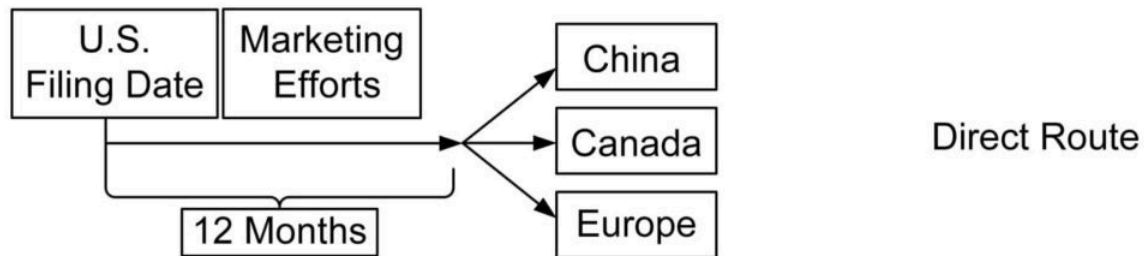 U.S.
Filing Date
Marketing
Efforts
China
Canada
Direct Route
Europe
12 Months